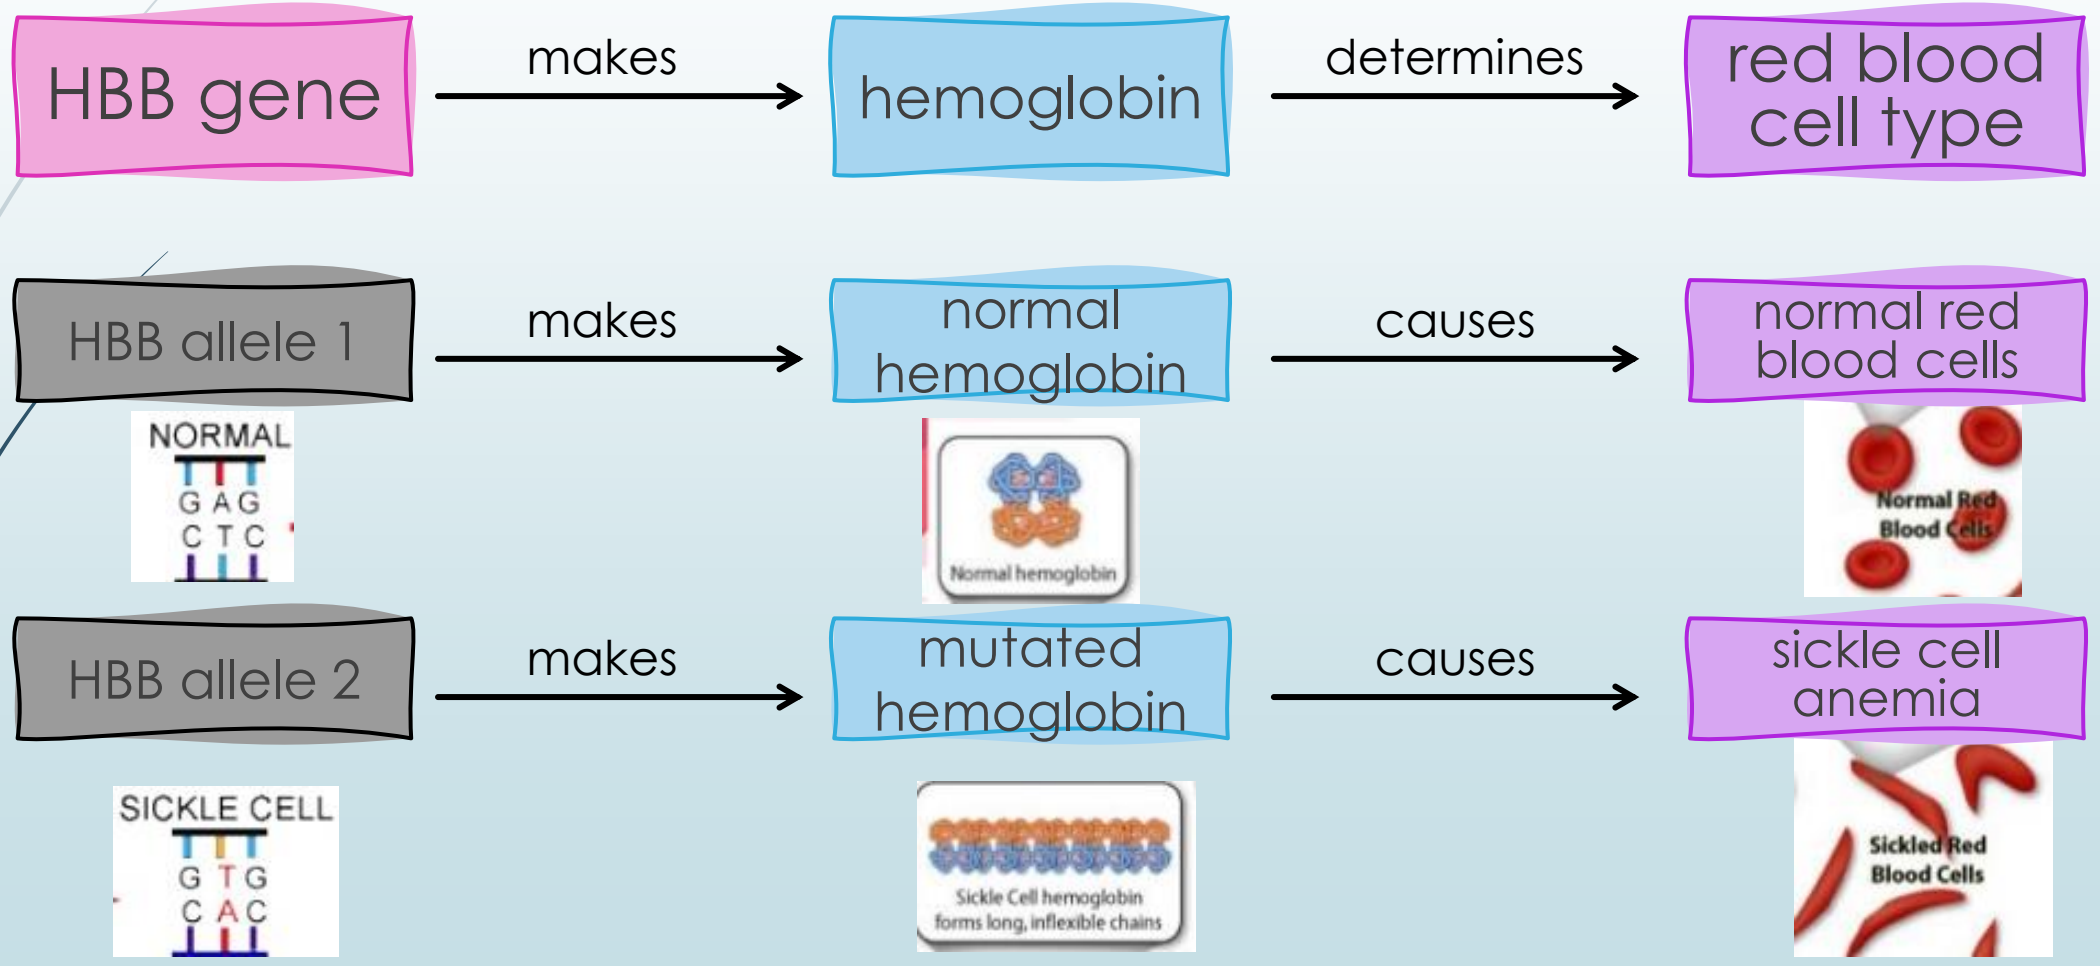 HBB gene
makes
hemoglobin
determines
red blood
cell type
HBB allele 1
makes
normal
hemoglobin
causes
normal red
blood cells
NORMAL
G A G
C T C
Normal hemoglobin
Normal Red
Blood Cells
HBB allele 2
makes
mutated
hemoglobin
causes
sickle cell
anemia
SICKLE CELL
G T G
C A C
Sickle Cell hemoglobin
forms long, inflexible chains
Sickled Red
Blood Cells